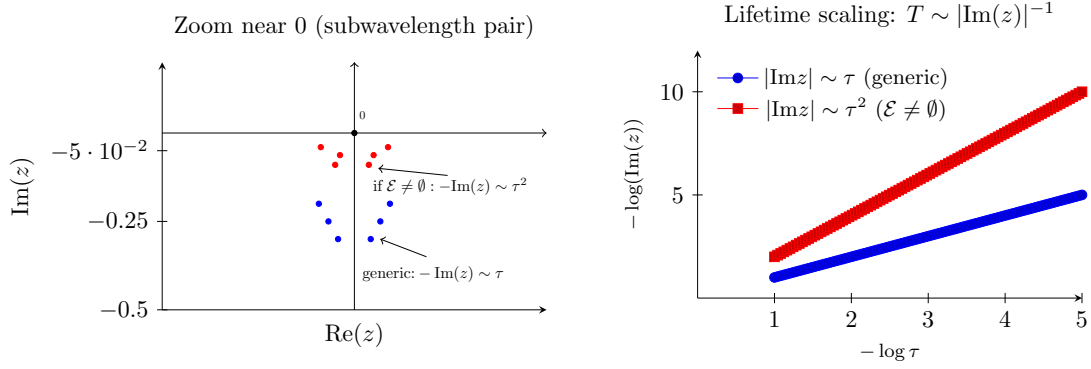 Zoom near 0 (subwavelength pair)
0
−5 · 10⁻²
−0.25
−0.5
Im(z)
if ℰ ≠ ∅ : −Im(z) ∼ τ²
generic: − Im(z) ∼ τ
Re(z)
Lifetime scaling: T ∼ |Im(z)|⁻¹
|Imz| ∼ τ (generic)
|Imz| ∼ τ² (ℰ ≠ ∅)
10
5
− log(Im(z))
1 2 3 4 5
− log τ